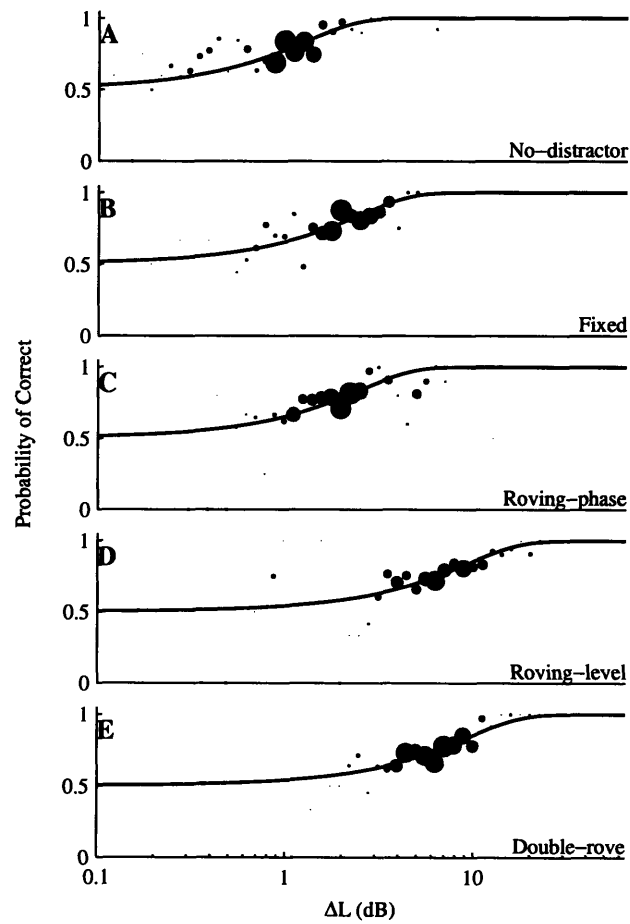 1
A
0.5
0
No–distractor
1
B
0.5
0
Fixed
1
C
0.5
0
Roving–phase
1
D
0.5
0
Roving–level
1
E
0.5
0
Double–rove
0.1
1
10
ΔL (dB)
Probability of Correct